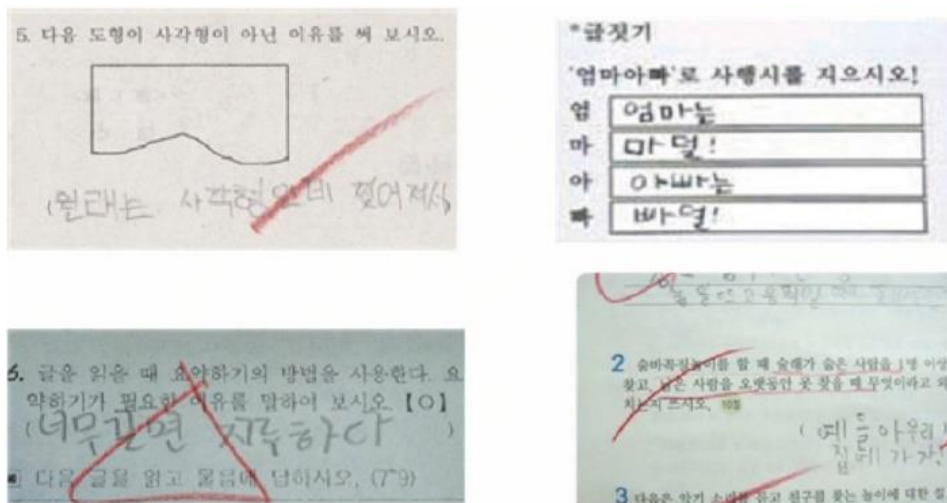 5. 다음 도형이 사각형이 아닌 이유를 써 보시오.
(원래는 사각형인데 찢어져서)
*글짓기
'엄마아빠'로 사행시를 지으시오!
엄 엄마는
마 마덜!
아 아빠는
빠 빠덜!
6. 글을 읽을 때 요약하기의 방법을 사용한다. 요
약하기가 필요한 이유를 말하여 보시오.【O】
(너무길면 지루하다)
다음 글을 읽고 물음에 답하시오. (7~9)
2 숨바꼭질놀이를 할 때 술래가 숨은 사람을 1명 이상
찾고, 남은 사람을 오랫동안 못 찾을 때 무엇이라고 외
치는지 쓰시오. 10점
(얘들아우리
집에가자!
3 다음은 악기 소리를 듣고 친구를 찾는 놀이에 대한 설